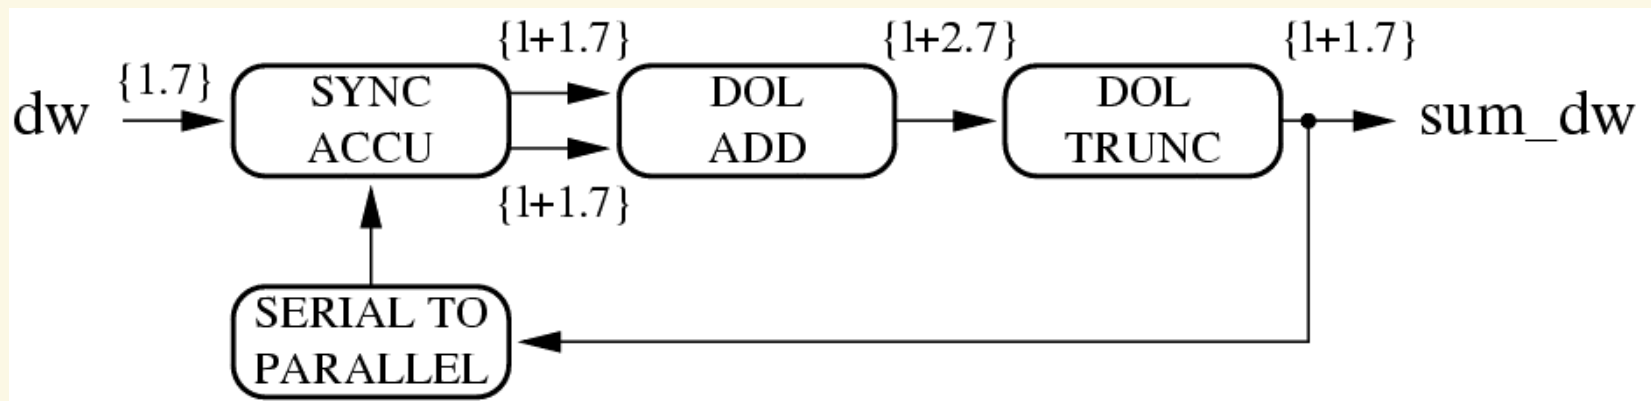 {l+1.7}
{l+2.7}
{l+1.7}
{1.7}
dw
SYNC
ACCU
DOL
ADD
DOL
TRUNC
sum_dw
{l+1.7}
SERIAL TO
PARALLEL